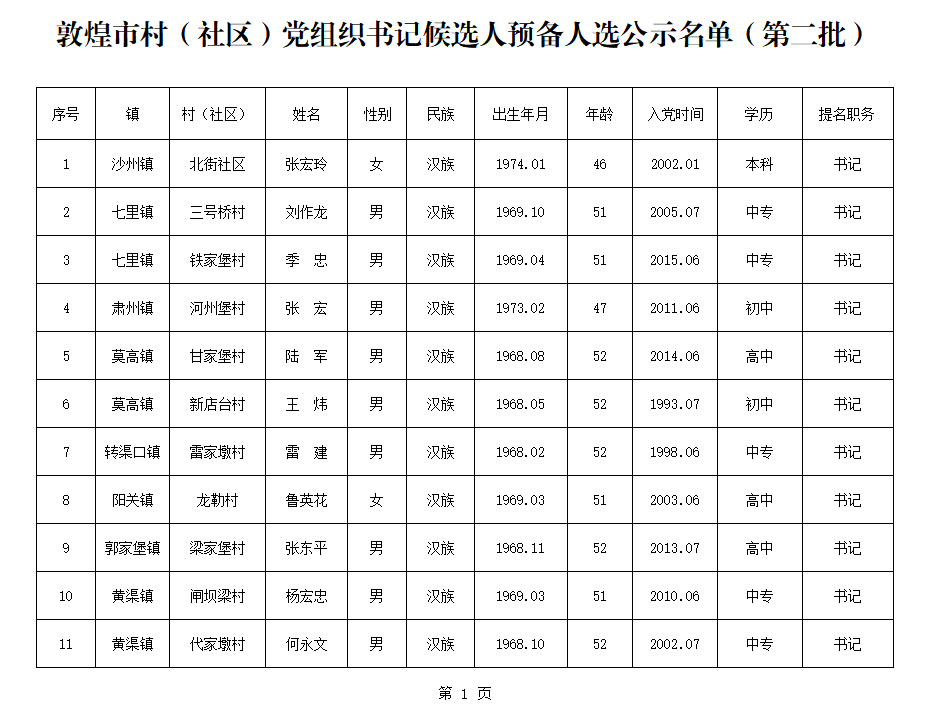 敦煌市村（社区）党组织书记候选人预备人选公示名单（第二批）
序号 镇 村（社区） 姓名 性别 民族 出生年月 年龄 入党时间 学历 提名职务
1 沙州镇 北街社区 张宏玲 女 汉族 1974.01 46 2002.01 本科 书记
2 七里镇 三号桥村 刘作龙 男 汉族 1969.10 51 2005.07 中专 书记
3 七里镇 铁家堡村 季　忠 男 汉族 1969.04 51 2015.06 中专 书记
4 肃州镇 河州堡村 张　宏 男 汉族 1973.02 47 2011.06 初中 书记
5 莫高镇 甘家堡村 陆　军 男 汉族 1968.08 52 2014.06 高中 书记
6 莫高镇 新店台村 王　炜 男 汉族 1968.05 52 1993.07 初中 书记
7 转渠口镇 雷家墩村 雷　建 男 汉族 1968.02 52 1998.06 中专 书记
8 阳关镇 龙勒村 鲁英花 女 汉族 1969.03 51 2003.06 高中 书记
9 郭家堡镇 梁家堡村 张东平 男 汉族 1968.11 52 2013.07 高中 书记
10 黄渠镇 闸坝梁村 杨宏忠 男 汉族 1969.03 51 2010.06 中专 书记
11 黄渠镇 代家墩村 何永文 男 汉族 1968.10 52 2002.07 中专 书记
第 1 页